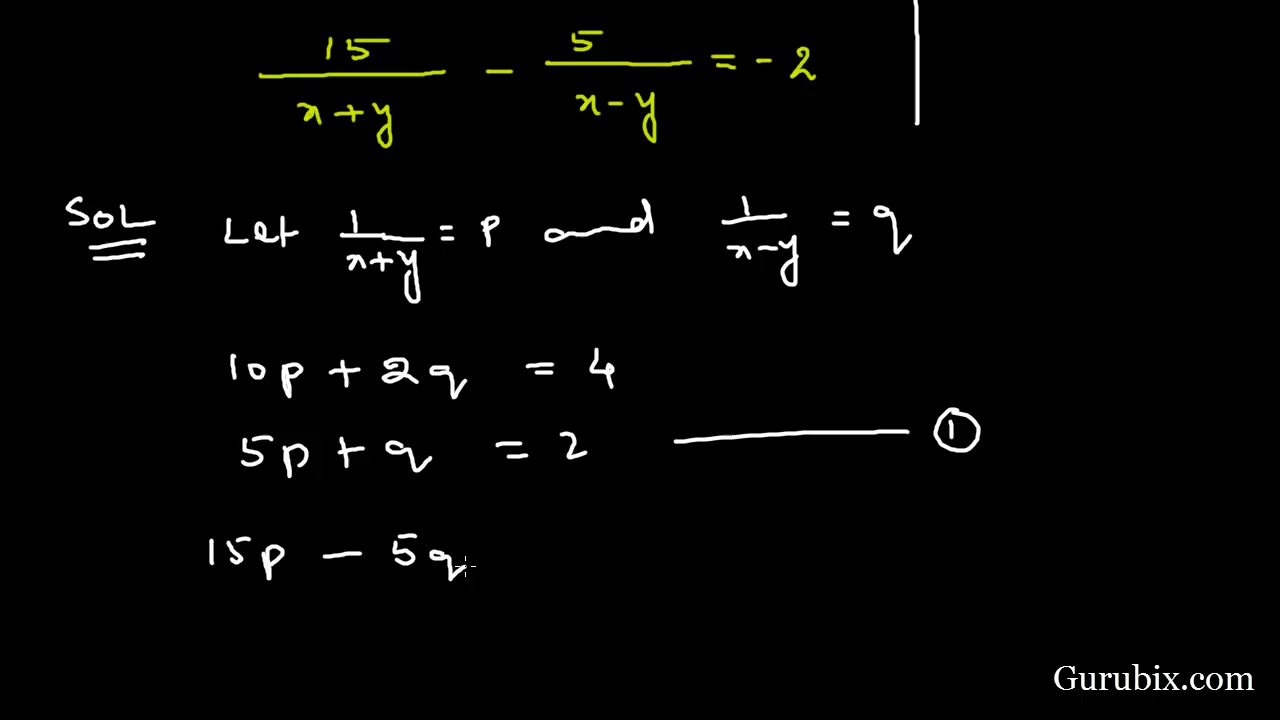 15/(x+y) - 5/(x-y) = -2
SOL Let 1/(x+y) = p and 1/(x-y) = q
10p + 2q = 4
5p + q = 2 ——— ①
15p - 5q
Gurubix.com